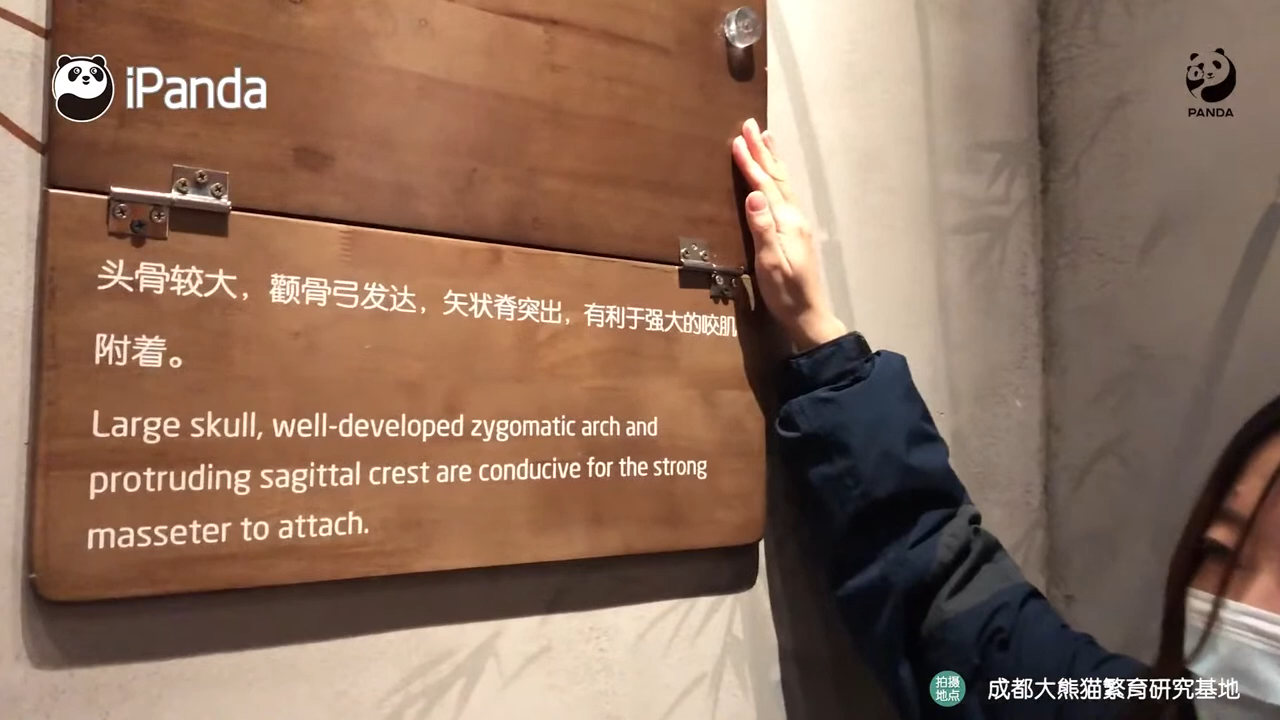 iPanda
PANDA
头骨较大，颧骨弓发达，矢状脊突出，有利于强大的咬肌
附着。
Large skull, well-developed zygomatic arch and
protruding sagittal crest are conducive for the strong
masseter to attach.
拍摄
地点
成都大熊猫繁育研究基地